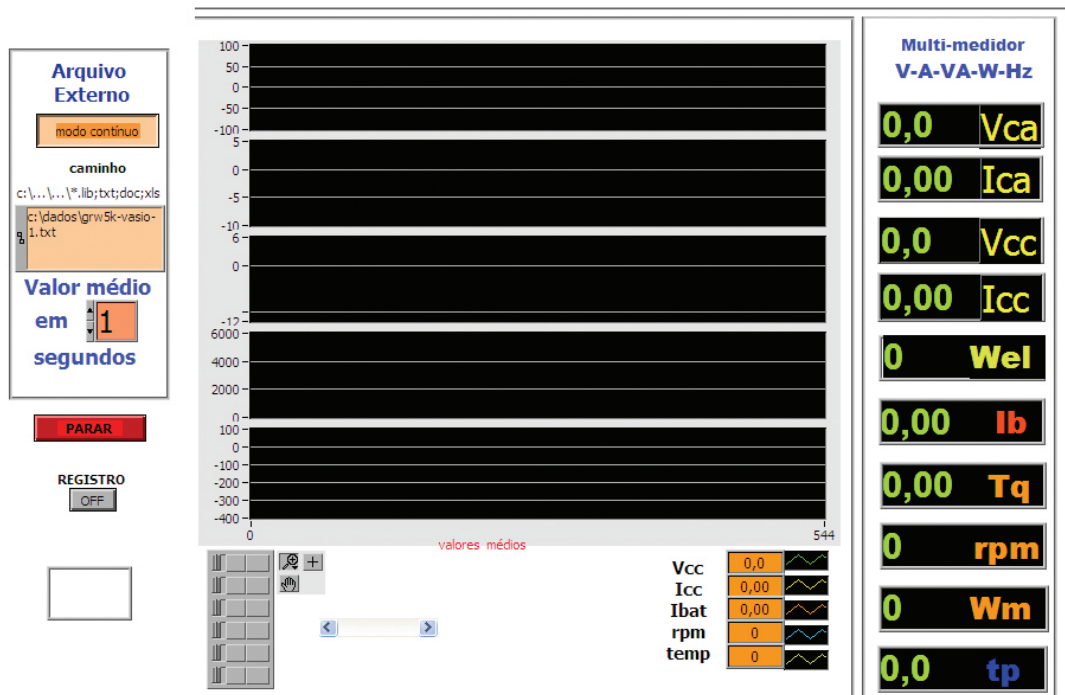 Arquivo
Externo
modo contínuo
caminho
c:\...\...\*.lib;txt;doc;xls
c:\dados\grw5k-vasio-
1.txt
Valor médio
em 1
segundos
PARAR
REGISTRO
OFF
100
50
0
-50
-100
5
0
-5
-10
6
0
-12
6000
4000
2000
0
100
0
-100
-200
-300
-400
0 544
valores médios
Vcc 0,0
Icc 0,00
Ibat 0,00
rpm 0
temp 0
Multi-medidor
V-A-VA-W-Hz
0,0 Vca
0,00 Ica
0,0 Vcc
0,00 Icc
0 Wel
0,00 Ib
0,00 Tq
0 rpm
0 Wm
0,0 tp